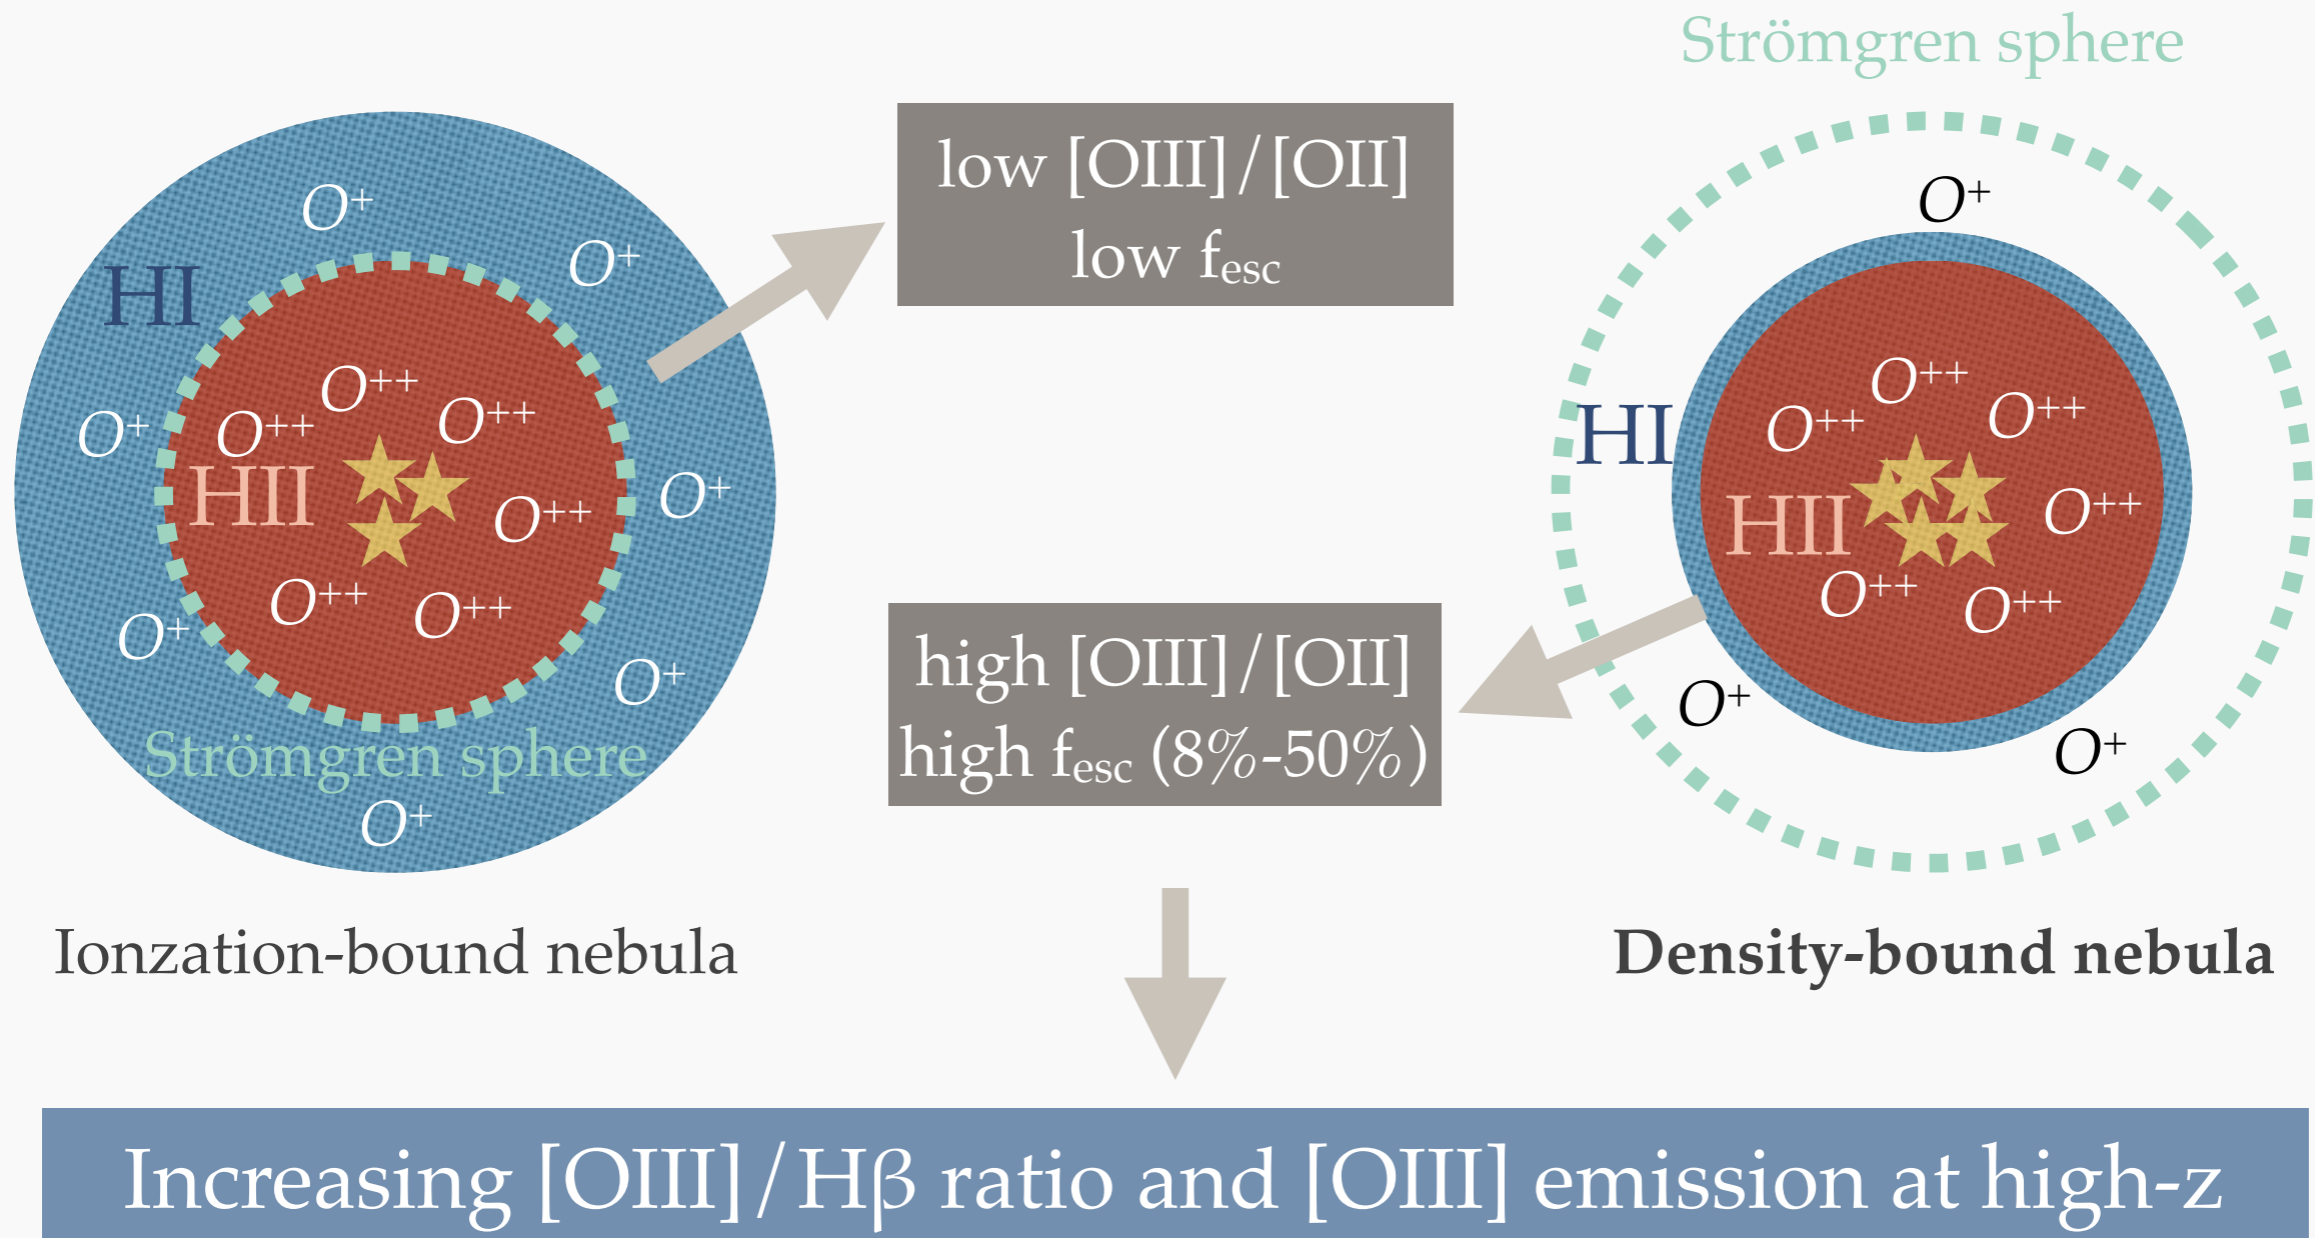 Strömgren sphere
low [OIII]/[OII]
low fesc
O⁺
O⁺
HI
O⁺⁺
O⁺⁺
O⁺⁺
O⁺
HII
O⁺⁺
O⁺
O⁺⁺
O⁺⁺
O⁺
O⁺
Strömgren sphere
O⁺
Ionzation-bound nebula
O⁺
HI
O⁺⁺
O⁺⁺
O⁺⁺
HII
O⁺⁺
O⁺⁺
O⁺⁺
O⁺
O⁺
high [OIII]/[OII]
high fesc (8%-50%)
Density-bound nebula
Increasing [OIII]/Hβ ratio and [OIII] emission at high-z